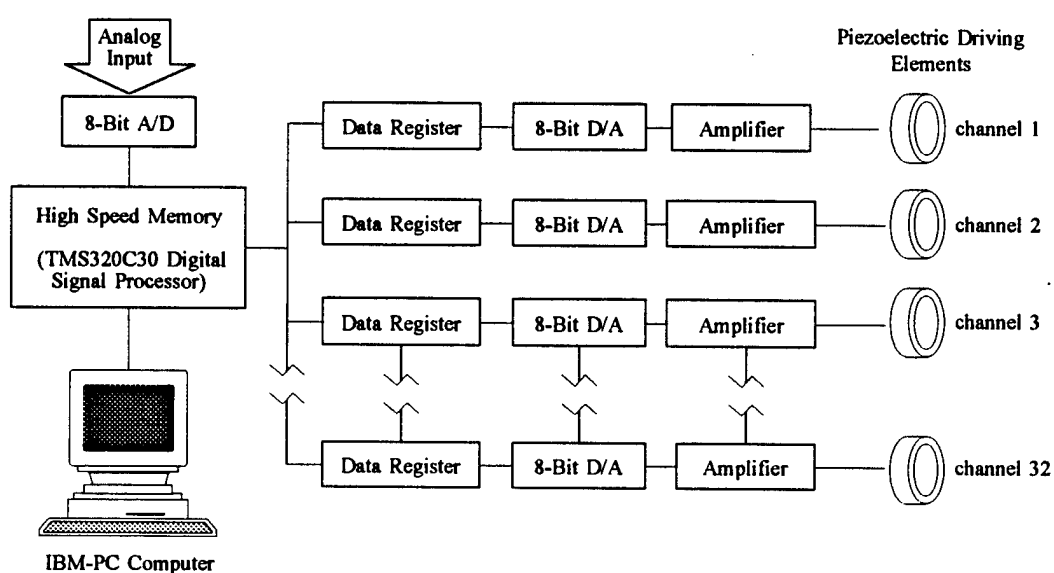 Analog
Input
8-Bit A/D
High Speed Memory
(TMS320C30 Digital
Signal Processor)
IBM-PC Computer
Piezoelectric Driving
Elements
Data Register 8-Bit D/A Amplifier channel 1
Data Register 8-Bit D/A Amplifier channel 2
Data Register 8-Bit D/A Amplifier channel 3
Data Register 8-Bit D/A Amplifier channel 32